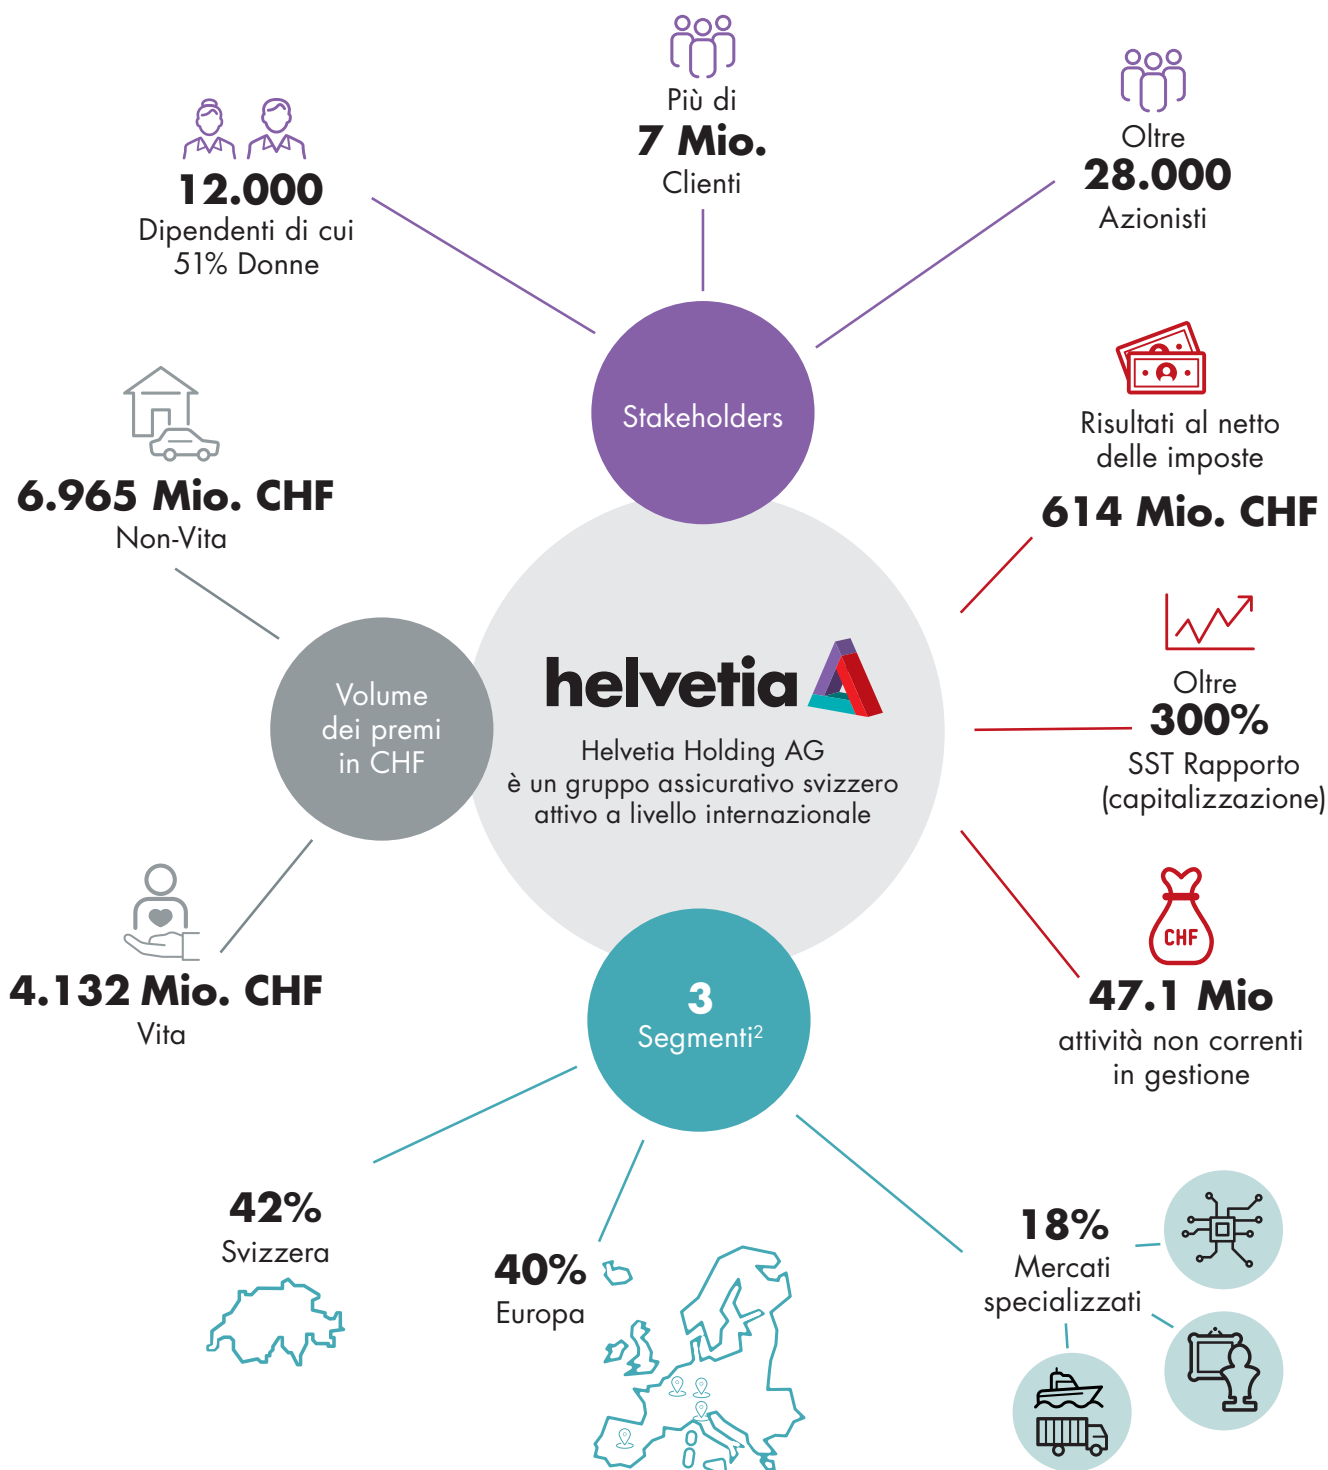 Più di
7 Mio.
Clienti
Oltre
28.000
Azionisti
12.000
Dipendenti di cui
51% Donne
Stakeholders
Risultati al netto
delle imposte
614 Mio. CHF
6.965 Mio. CHF
Non-Vita
Volume
dei premi
in CHF
helvetia
Helvetia Holding AG
è un gruppo assicurativo svizzero
attivo a livello internazionale
Oltre
300%
SST Rapporto
(capitalizzazione)
4.132 Mio. CHF
Vita
CHF
47.1 Mio
attività non correnti
in gestione
3
Segmenti²
42%
Svizzera
40%
Europa
18%
Mercati
specializzati